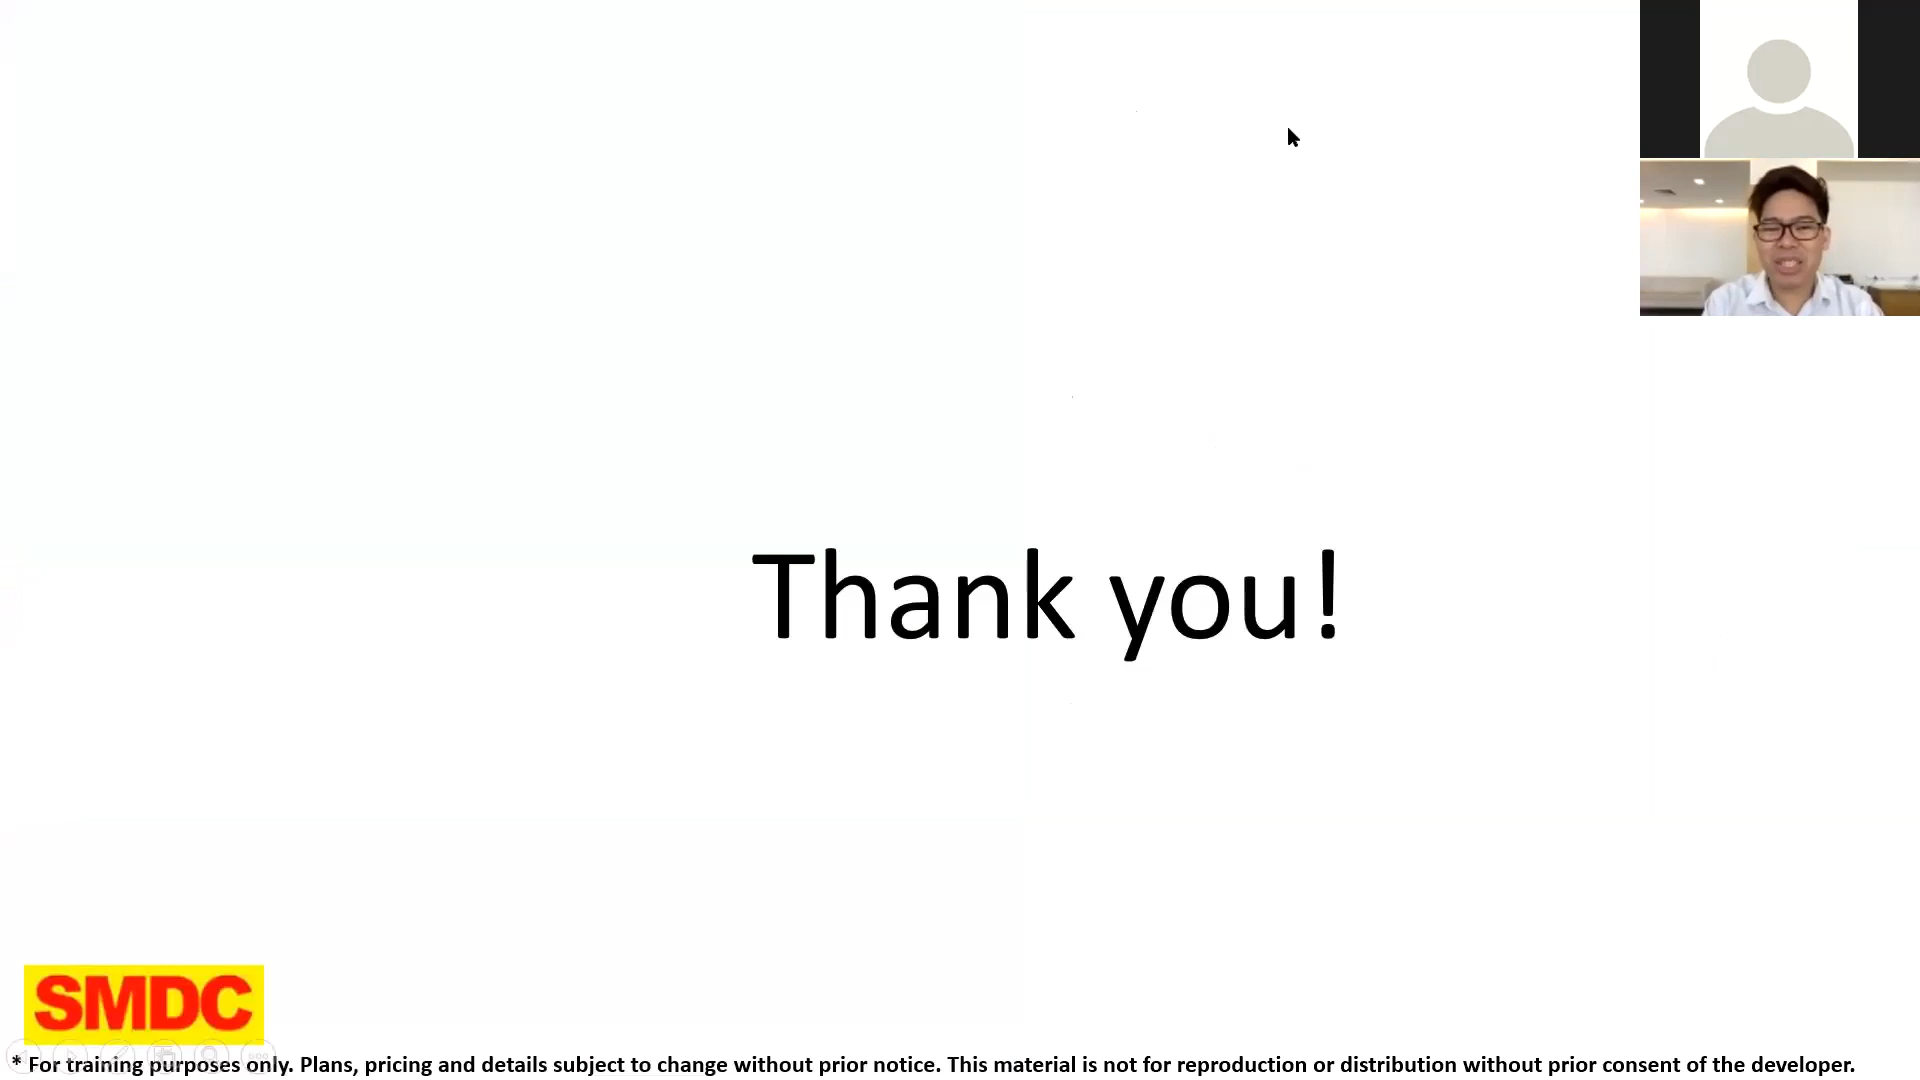 Thank you!
SMDC
* For training purposes only. Plans, pricing and details subject to change without prior notice. This material is not for reproduction or distribution without prior consent of the developer.